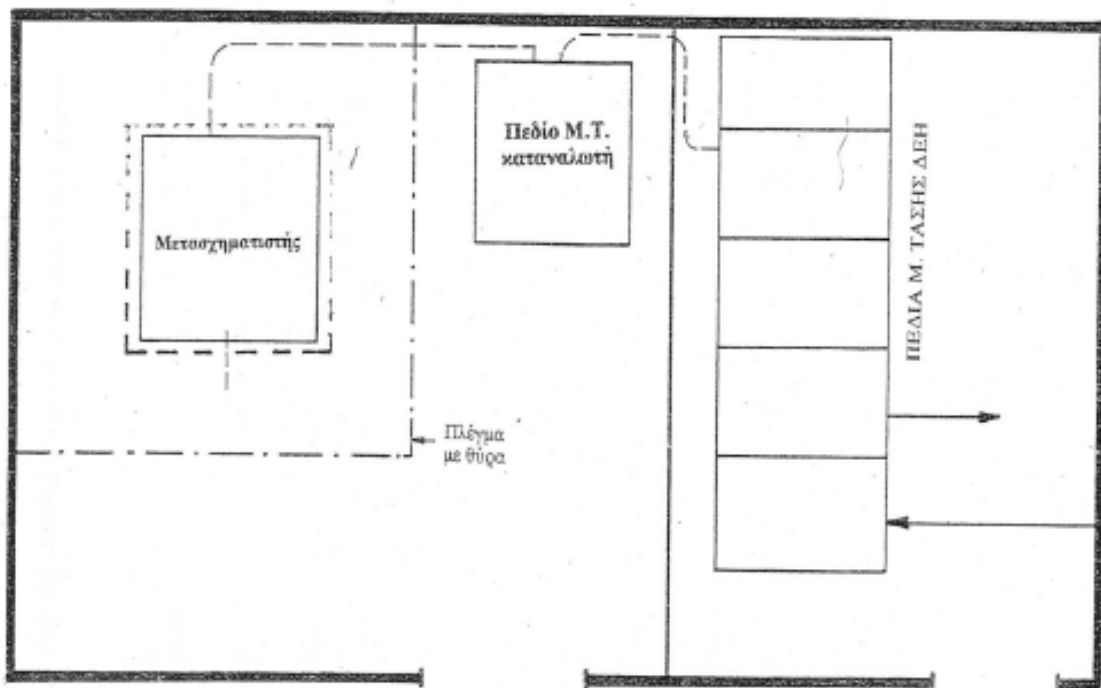 Πεδίο Μ.Τ.
καταναλωτή
Μετασχηματιστής
ΠΕΔΙΑ Μ. ΤΑΣΗΣ ΔΕΗ
Πλέγμα
με θύρα